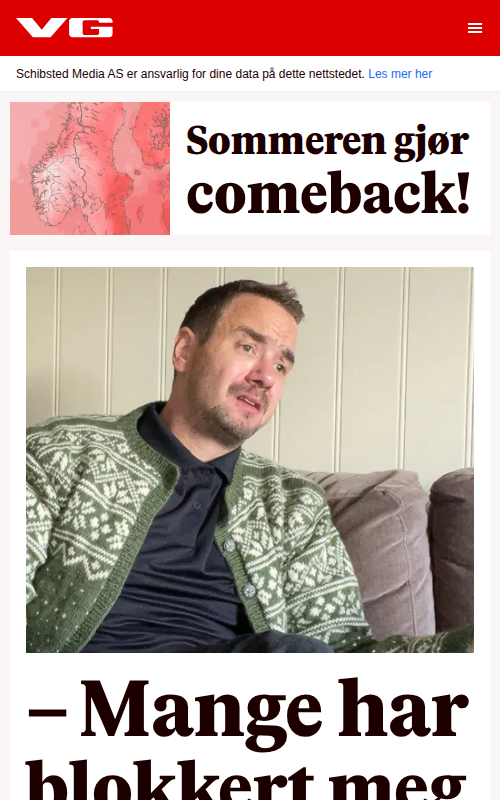 VG
Schibsted Media AS er ansvarlig for dine data på dette nettstedet. Les mer her
Sommeren gjør
comeback!
– Mange har
blokkert meg